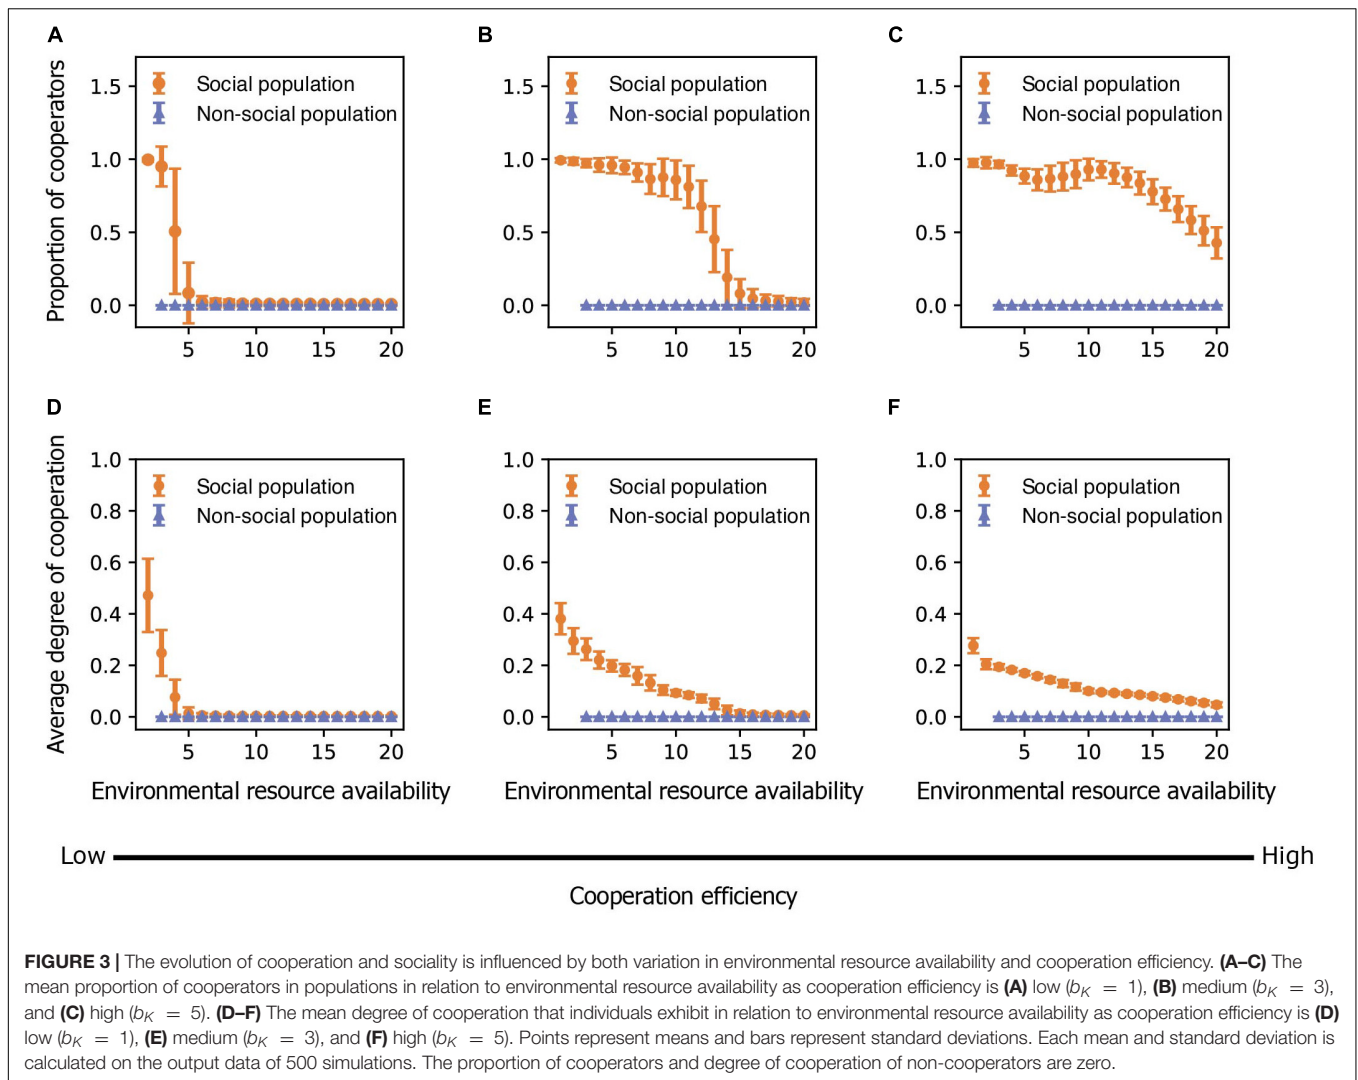 A
B
C
Proportion of cooperators
1.5
1.0
0.5
0.0
Social population
Non-social population
5
10
15
20
1.5
1.0
0.5
0.0
Social population
Non-social population
5
10
15
20
1.5
1.0
0.5
0.0
Social population
Non-social population
5
10
15
20
D
E
F
Average degree of cooperation
1.0
0.8
0.6
0.4
0.2
0.0
Social population
Non-social population
5
10
15
20
Environmental resource availability
1.0
0.8
0.6
0.4
0.2
0.0
Social population
Non-social population
5
10
15
20
Environmental resource availability
1.0
0.8
0.6
0.4
0.2
0.0
Social population
Non-social population
5
10
15
20
Environmental resource availability
Low
High
Cooperation efficiency
FIGURE 3 | The evolution of cooperation and sociality is influenced by both variation in environmental resource availability and cooperation efficiency. (A–C) The
mean proportion of cooperators in populations in relation to environmental resource availability as cooperation efficiency is (A) low (b_K = 1), (B) medium (b_K = 3),
and (C) high (b_K = 5). (D–F) The mean degree of cooperation that individuals exhibit in relation to environmental resource availability as cooperation efficiency is (D)
low (b_K = 1), (E) medium (b_K = 3), and (F) high (b_K = 5). Points represent means and bars represent standard deviations. Each mean and standard deviation is
calculated on the output data of 500 simulations. The proportion of cooperators and degree of cooperation of non-cooperators are zero.